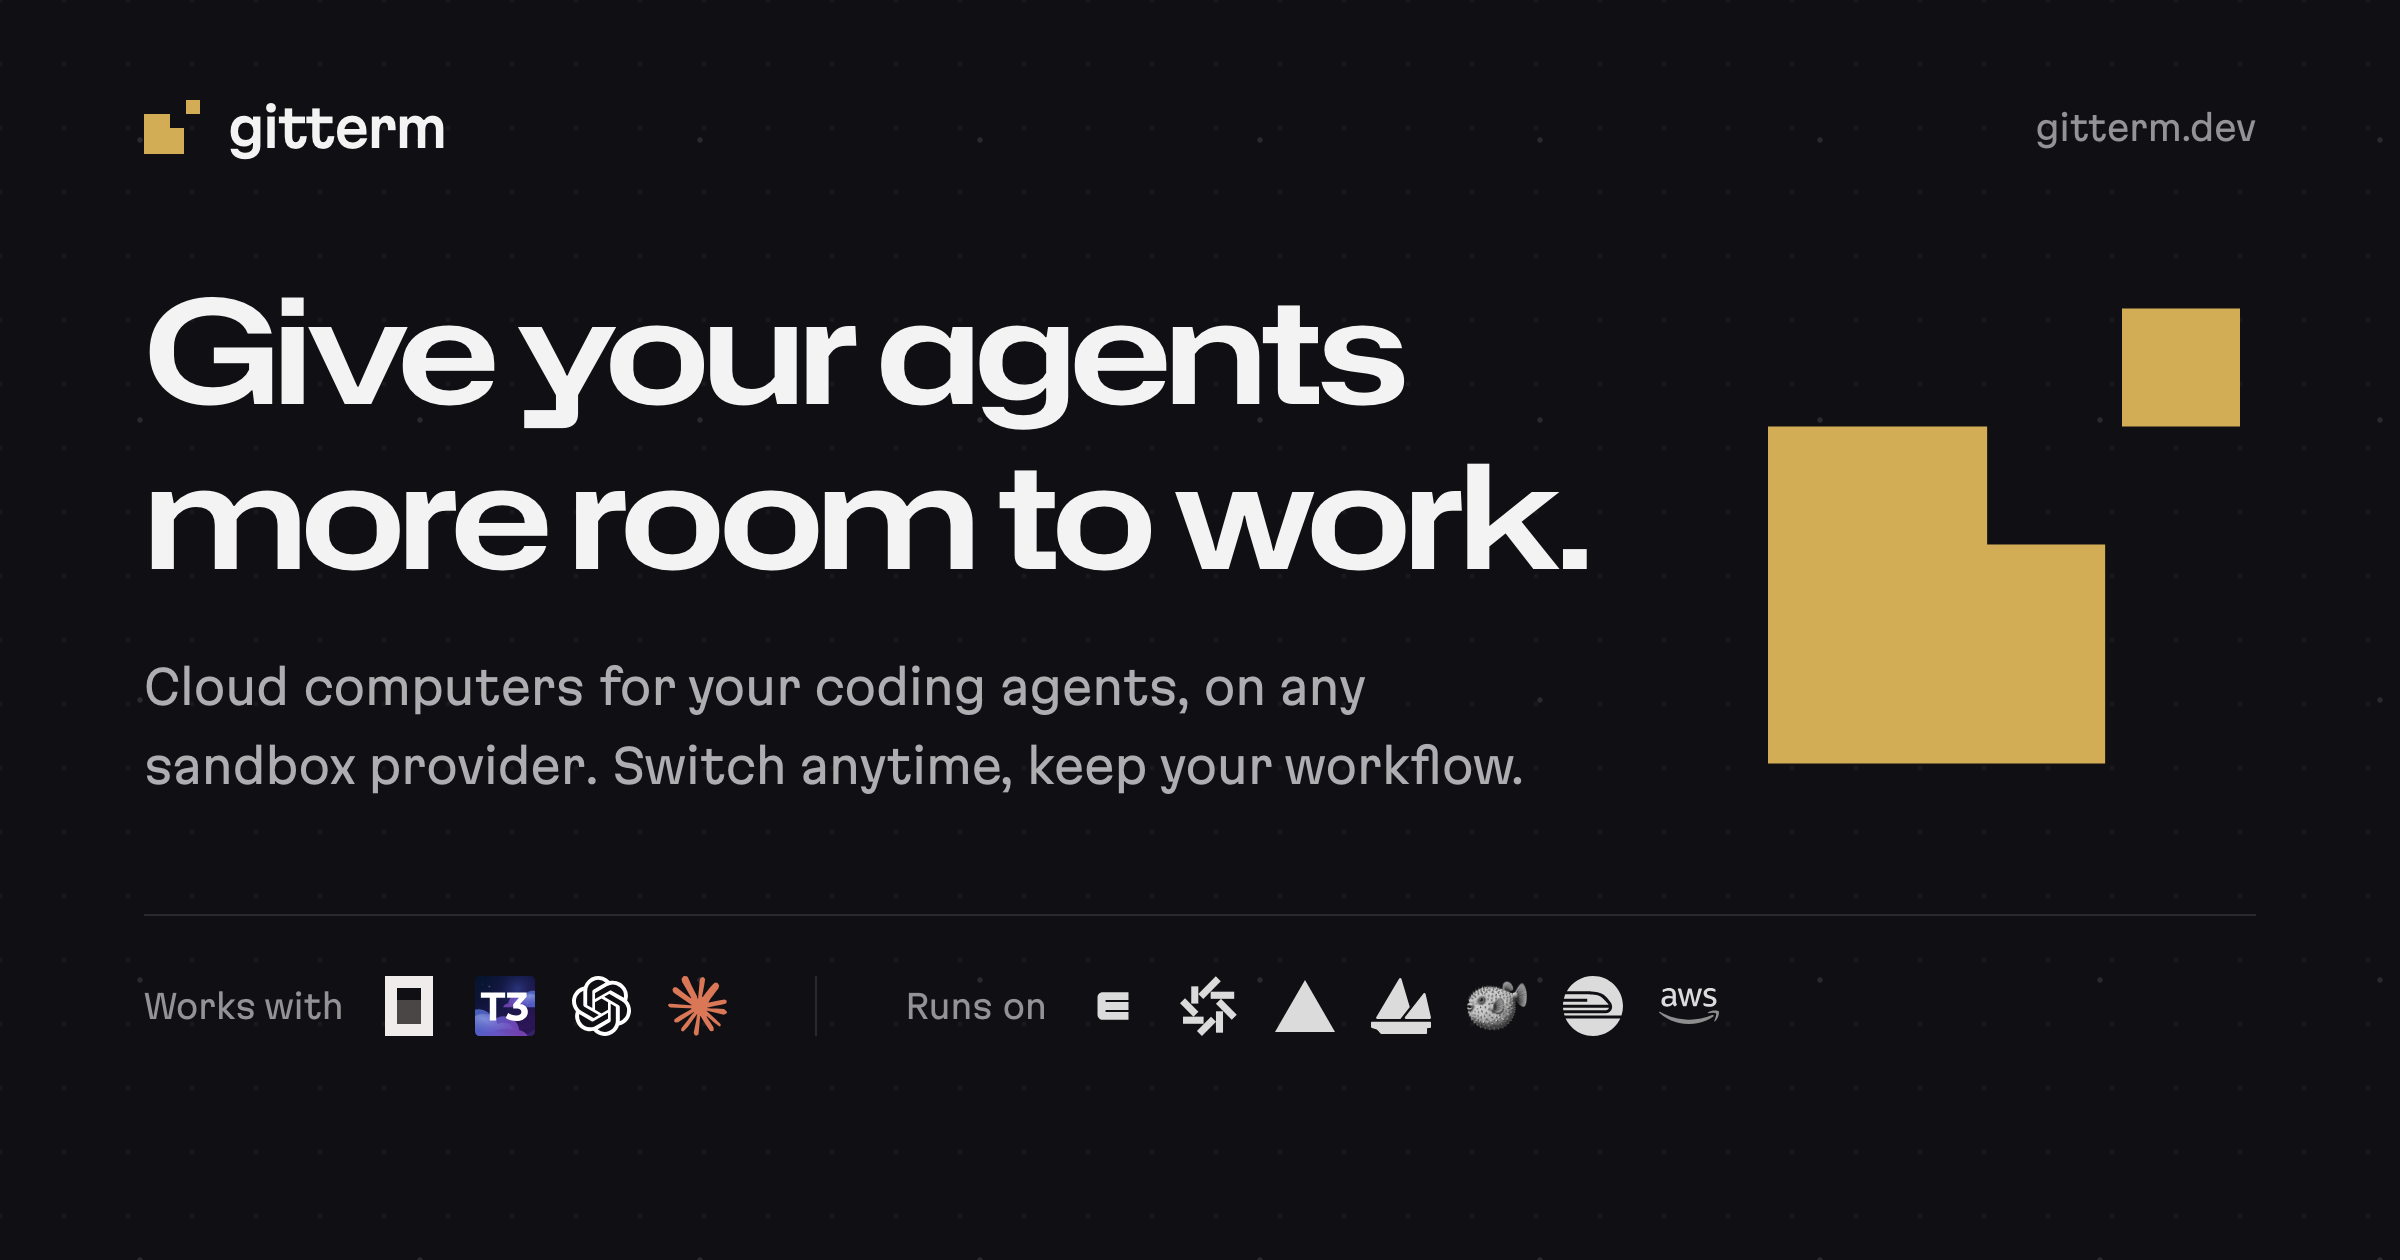 gitterm
gitterm.dev
Give your agents
more room to work.
Cloud computers for your coding agents, on any
sandbox provider. Switch anytime, keep your workflow.
Works with
T3
Runs on
aws